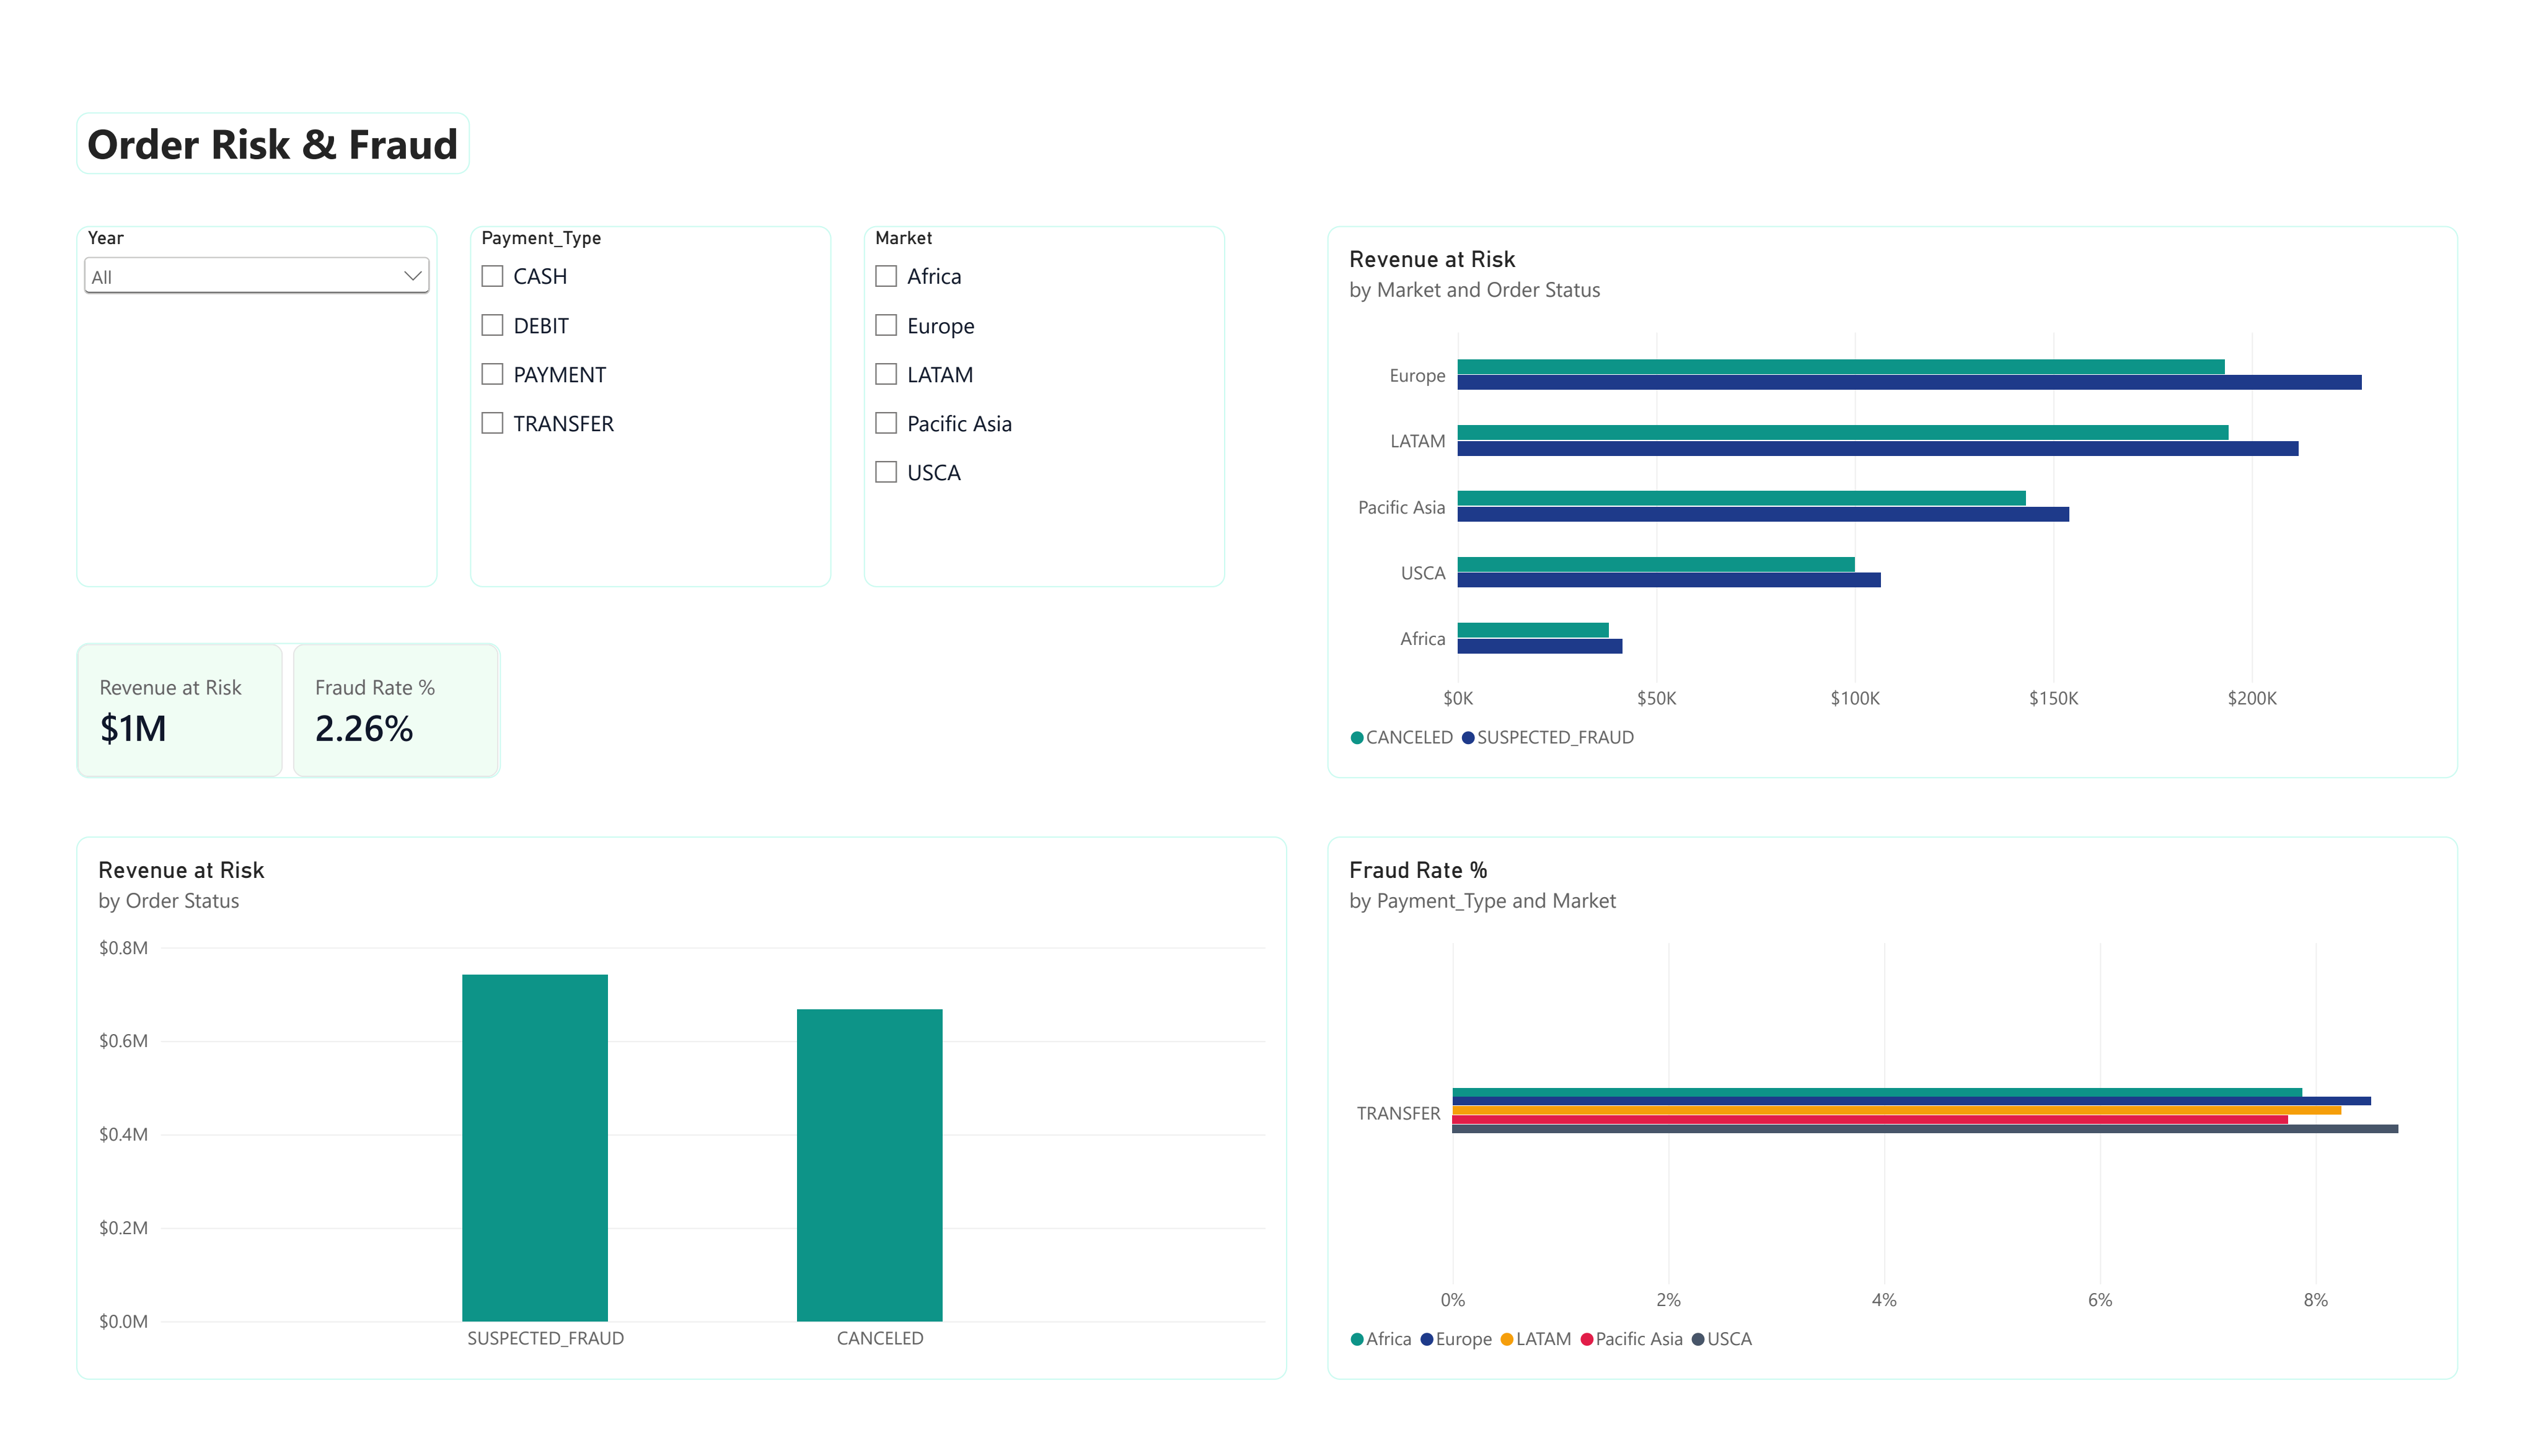 Order Risk & Fraud
Year
All
Payment_Type
CASH
DEBIT
PAYMENT
TRANSFER
Market
Africa
Europe
LATAM
Pacific Asia
USCA
Revenue at Risk
$1M
Fraud Rate %
2.26%
Revenue at Risk
by Market and Order Status
Europe
LATAM
Pacific Asia
USCA
Africa
$0K $50K $100K $150K $200K
CANCELED SUSPECTED_FRAUD
Revenue at Risk
by Order Status
$0.8M
$0.6M
$0.4M
$0.2M
$0.0M
SUSPECTED_FRAUD CANCELED
Fraud Rate %
by Payment_Type and Market
TRANSFER
0% 2% 4% 6% 8%
Africa Europe LATAM Pacific Asia USCA